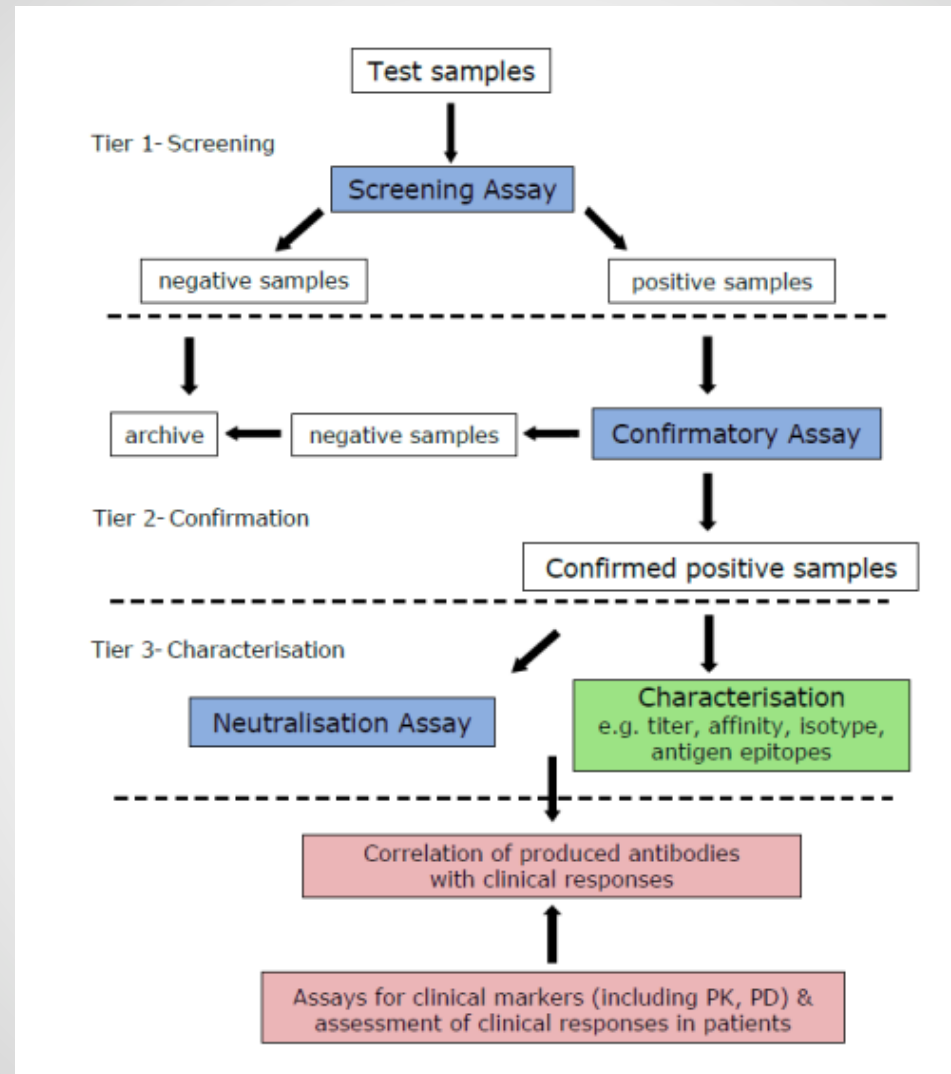 Test samples
Tier 1- Screening
Screening Assay
negative samples
positive samples
archive
negative samples
Confirmatory Assay
Tier 2- Confirmation
Confirmed positive samples
Tier 3- Characterisation
Neutralisation Assay
Characterisation
e.g. titer, affinity, isotype,
antigen epitopes
Correlation of produced antibodies
with clinical responses
Assays for clinical markers (including PK, PD) &
assessment of clinical responses in patients